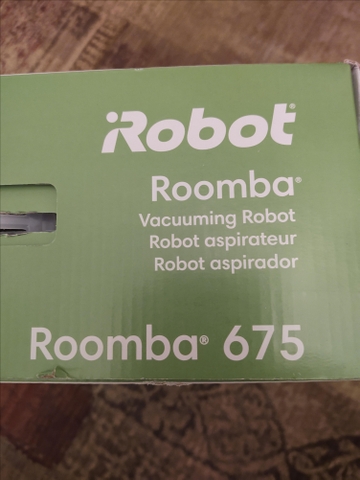 iRobot®
Roomba®
Vacuuming Robot
Robot aspirateur
Robot aspirador
Roomba® 675